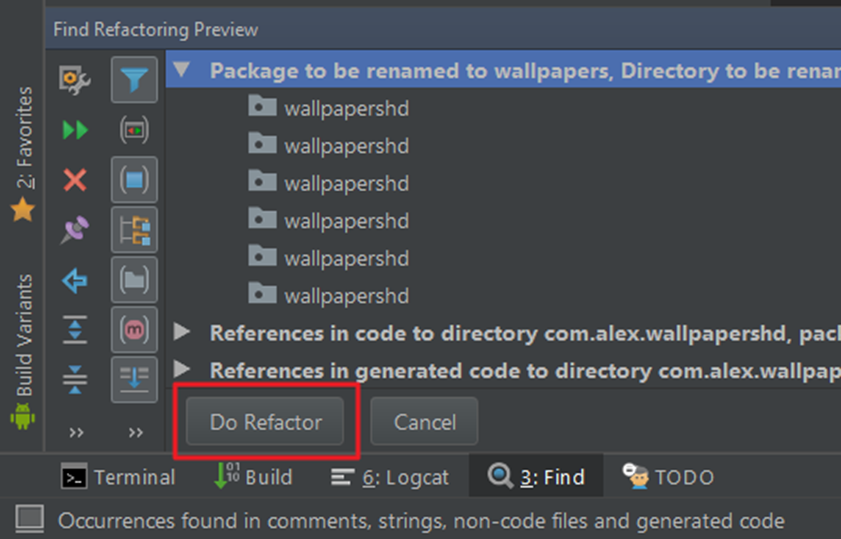 Find Refactoring Preview
Package to be renamed to wallpapers, Directory to be renar
wallpapershd
wallpapershd
wallpapershd
wallpapershd
wallpapershd
wallpapershd
References in code to directory com.alex.wallpapershd, pacl
References in generated code to directory com.alex.wallpap
Do Refactor Cancel
2: Favorites
Build Variants
Terminal Build 6: Logcat 3: Find TODO
Occurrences found in comments, strings, non-code files and generated code